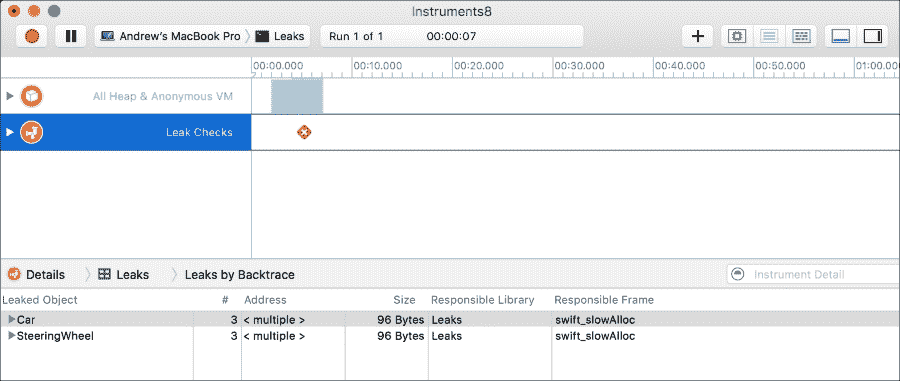 Instruments8
Andrew's MacBook Pro Leaks Run 1 of 1 00:00:07
00:00.000 00:10.000 00:20.000 00:30.000 00:40.000 00:50.000 01:00.000
All Heap & Anonymous VM
Leak Checks
Details Leaks Leaks by Backtrace Instrument Detail
Leaked Object # Address Size Responsible Library Responsible Frame
Car 3 < multiple > 96 Bytes Leaks swift_slowAlloc
SteeringWheel 3 < multiple > 96 Bytes Leaks swift_slowAlloc